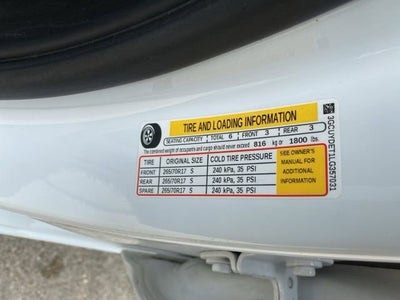 TIRE AND LOADING INFORMATION
SEATING CAPACITY TOTAL 6 FRONT 3 REAR 3
The combined weight of occupants and cargo should never exceed 816 kg or 1800 lbs.
TIRE ORIGINAL SIZE COLD TIRE PRESSURE
FRONT 265/70R17 S 240 kPa, 35 PSI
REAR 265/70R17 S 240 kPa, 35 PSI
SPARE 265/70R17 S 240 kPa, 35 PSI
SEE OWNER'S
MANUAL FOR
ADDITIONAL
INFORMATION
3GCUYDET1LG357031